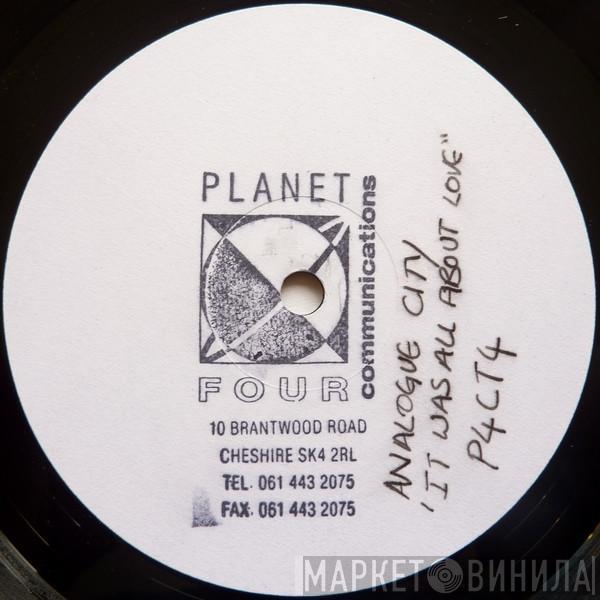 PLANET
FOUR
communications
10 BRANTWOOD ROAD
CHESHIRE SK4 2RL
TEL. 061 443 2075
FAX. 061 443 2075
ANALOGUE CITY
'IT WAS ALL ABOUT LOVE"
P4CT4
МАРКЕТ ВИНИЛА